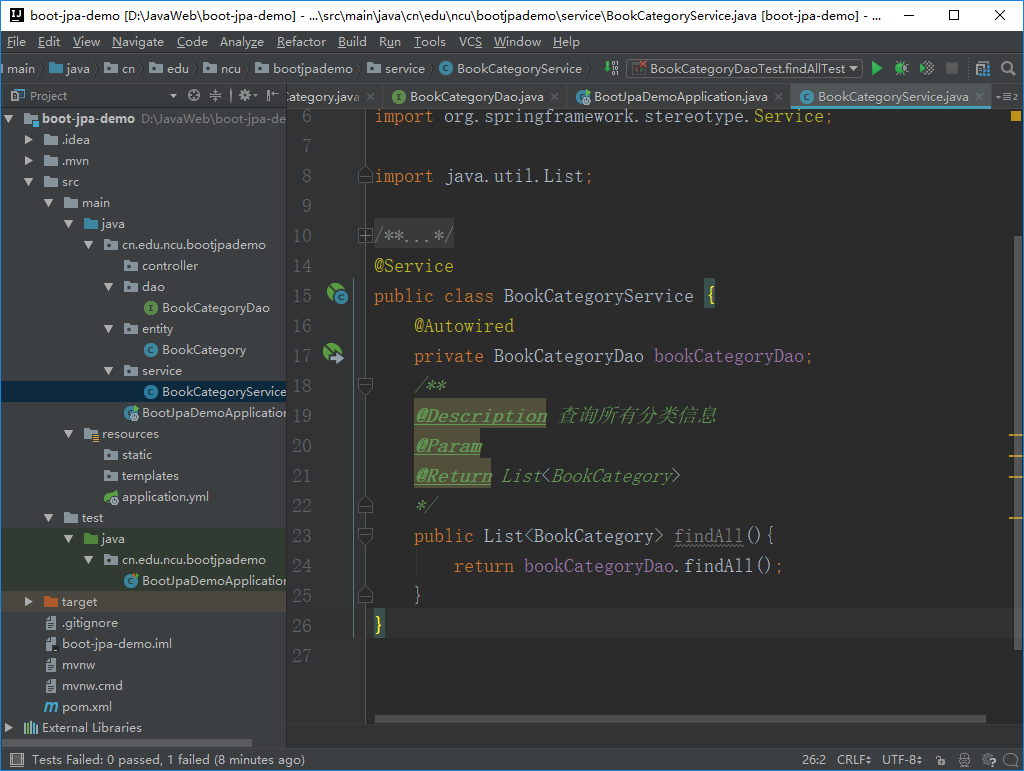 boot-jpa-demo [D:\JavaWeb\boot-jpa-demo] - ...\src\main\java\cn\edu\ncu\bootjpademo\service\BookCategoryService.java [boot-jpa-demo] - ...
File Edit View Navigate Code Analyze Refactor Build Run Tools VCS Window Help
main java cn edu ncu bootjpademo service BookCategoryService BookCategoryDaoTest.findAllTest
Project
Category.java BookCategoryDao.java BootJpaDemoApplication.java BookCategoryService.java 2
boot-jpa-demo D:\JavaWeb\boot-jpa-de
.idea
.mvn
src
main
java
cn.edu.ncu.bootjpademo
controller
dao
BookCategoryDao
entity
BookCategory
service
BookCategoryService
BootJpaDemoApplication
resources
static
templates
application.yml
test
java
cn.edu.ncu.bootjpademo
BootJpaDemoApplication
target
.gitignore
boot-jpa-demo.iml
mvnw
mvnw.cmd
pom.xml
External Libraries
6 import org.springframework.stereotype.Service;
7
8 import java.util.List;
9
10 /**...*/
14 @Service
15 public class BookCategoryService {
16 @Autowired
17 private BookCategoryDao bookCategoryDao;
18 /**
19 @Description 查询所有分类信息
20 @Param
21 @Return List<BookCategory>
22 */
23 public List<BookCategory> findAll(){
24 return bookCategoryDao.findAll();
25 }
26 }
27
Tests Failed: 0 passed, 1 failed (8 minutes ago) 26:2 CRLF UTF-8